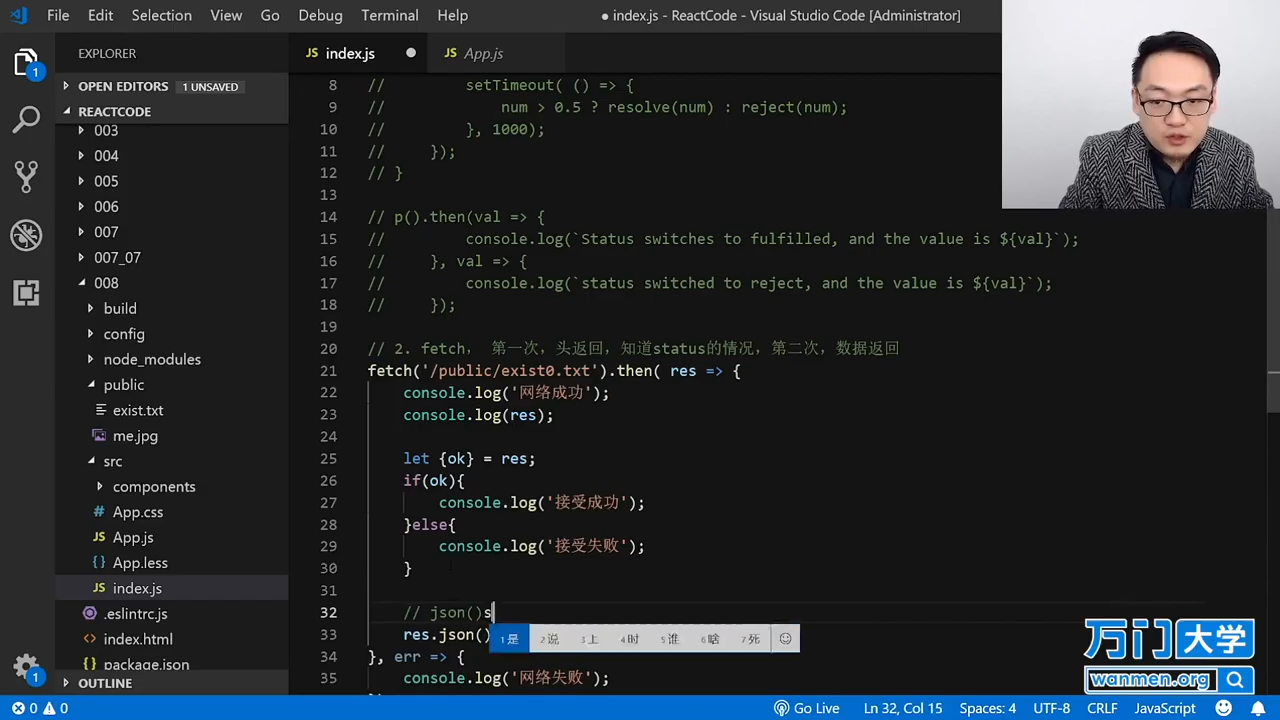 File Edit Selection View Go Debug Terminal Help
● index.js - ReactCode - Visual Studio Code [Administrator]
EXPLORER
OPEN EDITORS 1 UNSAVED
REACTCODE
003
004
005
006
007
007_07
008
build
config
node_modules
public
exist.txt
me.jpg
src
components
App.css
JS App.js
{} App.less
JS index.js
.eslintrc.js
index.html
package.json
OUTLINE
1
1
JS index.js ● JS App.js
8 // setTimeout( () => {
9 // num > 0.5 ? resolve(num) : reject(num);
10 // }, 1000);
11 // });
12 // }
13
14 // p().then(val => {
15 // console.log(`Status switches to fulfilled, and the value is ${val}`);
16 // }, val => {
17 // console.log(`status switched to reject, and the value is ${val}`);
18 // });
19
20 // 2. fetch, 第一次，头返回，知道status的情况，第二次，数据返回
21 fetch('/public/exist0.txt').then( res => {
22 console.log('网络成功');
23 console.log(res);
24
25 let {ok} = res;
26 if(ok){
27 console.log('接受成功');
28 }else{
29 console.log('接受失败');
30 }
31
32 // json()s
33 res.json()
1是 2说 3上 4时 5谁 6啥 7死
34 }, err => {
35 console.log('网络失败');
万门大学
wanmen.org
0 0 Go Live Ln 32, Col 15 Spaces: 4 UTF-8 CRLF JavaScript